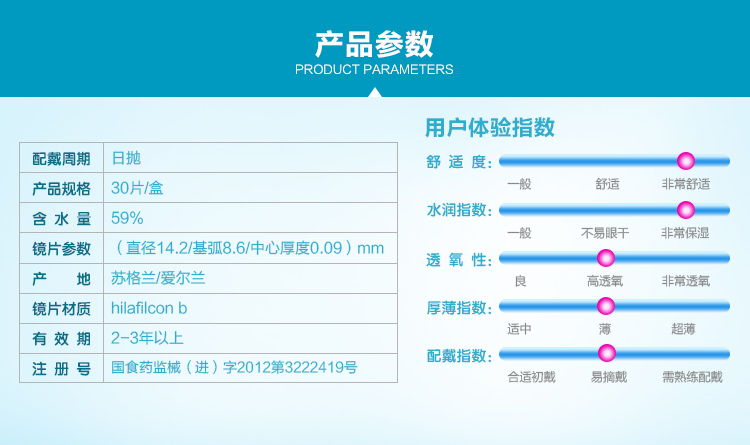 产品参数
PRODUCT PARAMETERS
配戴周期 日抛
产品规格 30片/盒
含水量 59%
镜片参数 （直径14.2/基弧8.6/中心厚度0.09）mm
产地 苏格兰/爱尔兰
镜片材质 hilafilcon b
有效期 2-3年以上
注册号 国食药监械（进）字2012第3222419号
用户体验指数
舒适度：
一般 舒适 非常舒适
水润指数：
一般 不易眼干 非常保湿
透氧性：
良 高透氧 非常透氧
厚薄指数：
适中 薄 超薄
配戴指数：
合适初戴 易摘戴 需熟练配戴